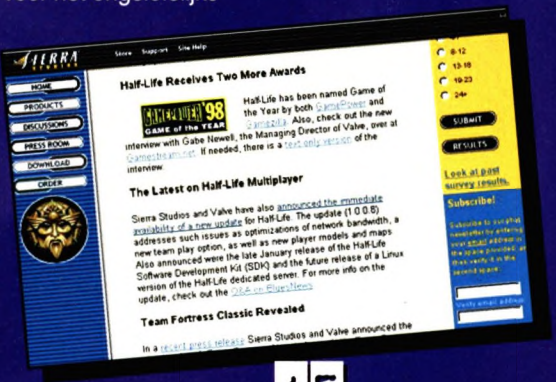 SIERRA
STUDIOS
Store Support Site Help
HOME
PRODUCTS
DISCUSSIONS
PRESS ROOM
DOWNLOAD
ORDER
Half-Life Receives Two More Awards
GAMEPOWER '98
GAME of the YEAR
Half-Life has been named Game of
the Year by both GamePower and
Gamezilla. Also, check out the new
interview with Gabe Newell, the Managing Director of Valve, over at
Gamestream.net. If needed, there is a text only version of the
interview.
The Latest on Half-Life Multiplayer
Sierra Studios and Valve have also announced the immediate
availability of a new update for Half-Life. The update (1.0.0.8)
addresses such issues as optimizations of network bandwidth, a
new team play option, as well as new player models and maps
Also announced were the late January release of the Half-Life
Software Development Kit (SDK) and the future release of a Linux
version of the Half-Life dedicated server. For more info on the
update, check out the Q&A on BluesNews
Team Fortress Classic Revealed
In a recent press release Sierra Studios and Valve announced the
8-12
13-18
19-23
24+
SUBMIT
RESULTS
Look at past
survey results.
Subscribe!
Subscribe to our
newsletter by entering
your email address in
the space provided,
then verify it in the
second space
Verify email address